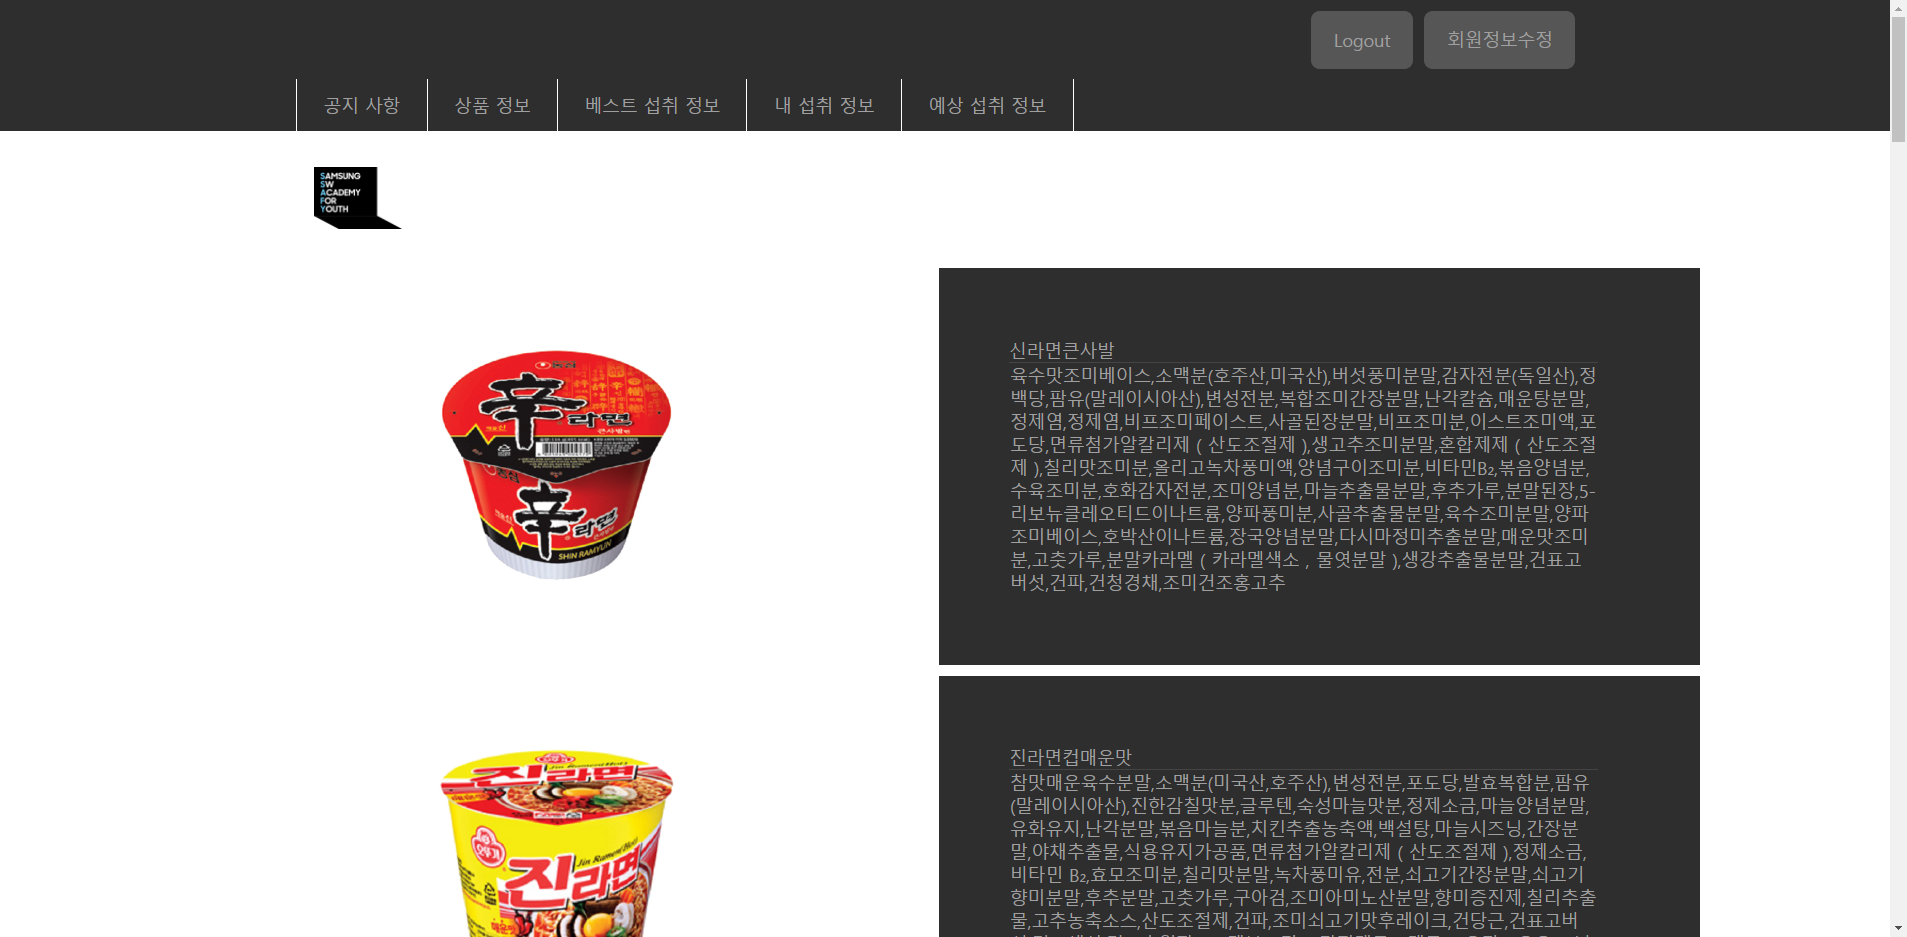 Logout
회원정보수정
공지 사항
상품 정보
베스트 섭취 정보
내 섭취 정보
예상 섭취 정보
SAMSUNG
SW
ACADEMY
FOR
YOUTH
신라면큰사발
육수맛조미베이스,소맥분(호주산,미국산),버섯풍미분말,감자전분(독일산),정
백당,팜유(말레이시아산),변성전분,복합조미간장분말,난각칼슘,매운탕분말,
정제염,정제염,비프조미페이스트,사골된장분말,비프조미분,이스트조미액,포
도당,면류첨가알칼리제 ( 산도조절제 ),생고추조미분말,혼합제제 ( 산도조절
제 ),칠리맛조미분,올리고녹차풍미액,양념구이조미분,비타민B₂,볶음양념분,
수육조미분,호화감자전분,조미양념분,마늘추출물분말,후추가루,분말된장,5-
리보뉴클레오티드이나트륨,양파풍미분,사골추출물분말,육수조미분말,양파
조미베이스,호박산이나트륨,장국양념분말,다시마정미추출분말,매운맛조미
분,고춧가루,분말카라멜 ( 카라멜색소 , 물엿분말 ),생강추출물분말,건표고
버섯,건파,건청경채,조미건조홍고추
농심
辛라면
큰사발면
辛라면
SHIN RAMYUN
진라면컵매운맛
참맛매운육수분말,소맥분(미국산,호주산),변성전분,포도당,발효복합분,팜유
(말레이시아산),진한감칠맛분,글루텐,숙성마늘맛분,정제소금,마늘양념분말,
유화유지,난각분말,볶음마늘분,치킨추출농축액,백설탕,마늘시즈닝,간장분
말,야채추출물,식용유지가공품,면류첨가알칼리제 ( 산도조절제 ),정제소금,
비타민 B₂,효모조미분,칠리맛분말,녹차풍미유,전분,쇠고기간장분말,쇠고기
향미분말,후추분말,고춧가루,구아검,조미아미노산분말,향미증진제,칠리추출
물,고추농축소스,산도조절제,건파,조미쇠고기맛후레이크,건당근,건표고버
오뚜기
Jin Ramen(Hot)
진라면
매운맛
오뚜기
Jin Ramen(Hot)
진라면
매운맛